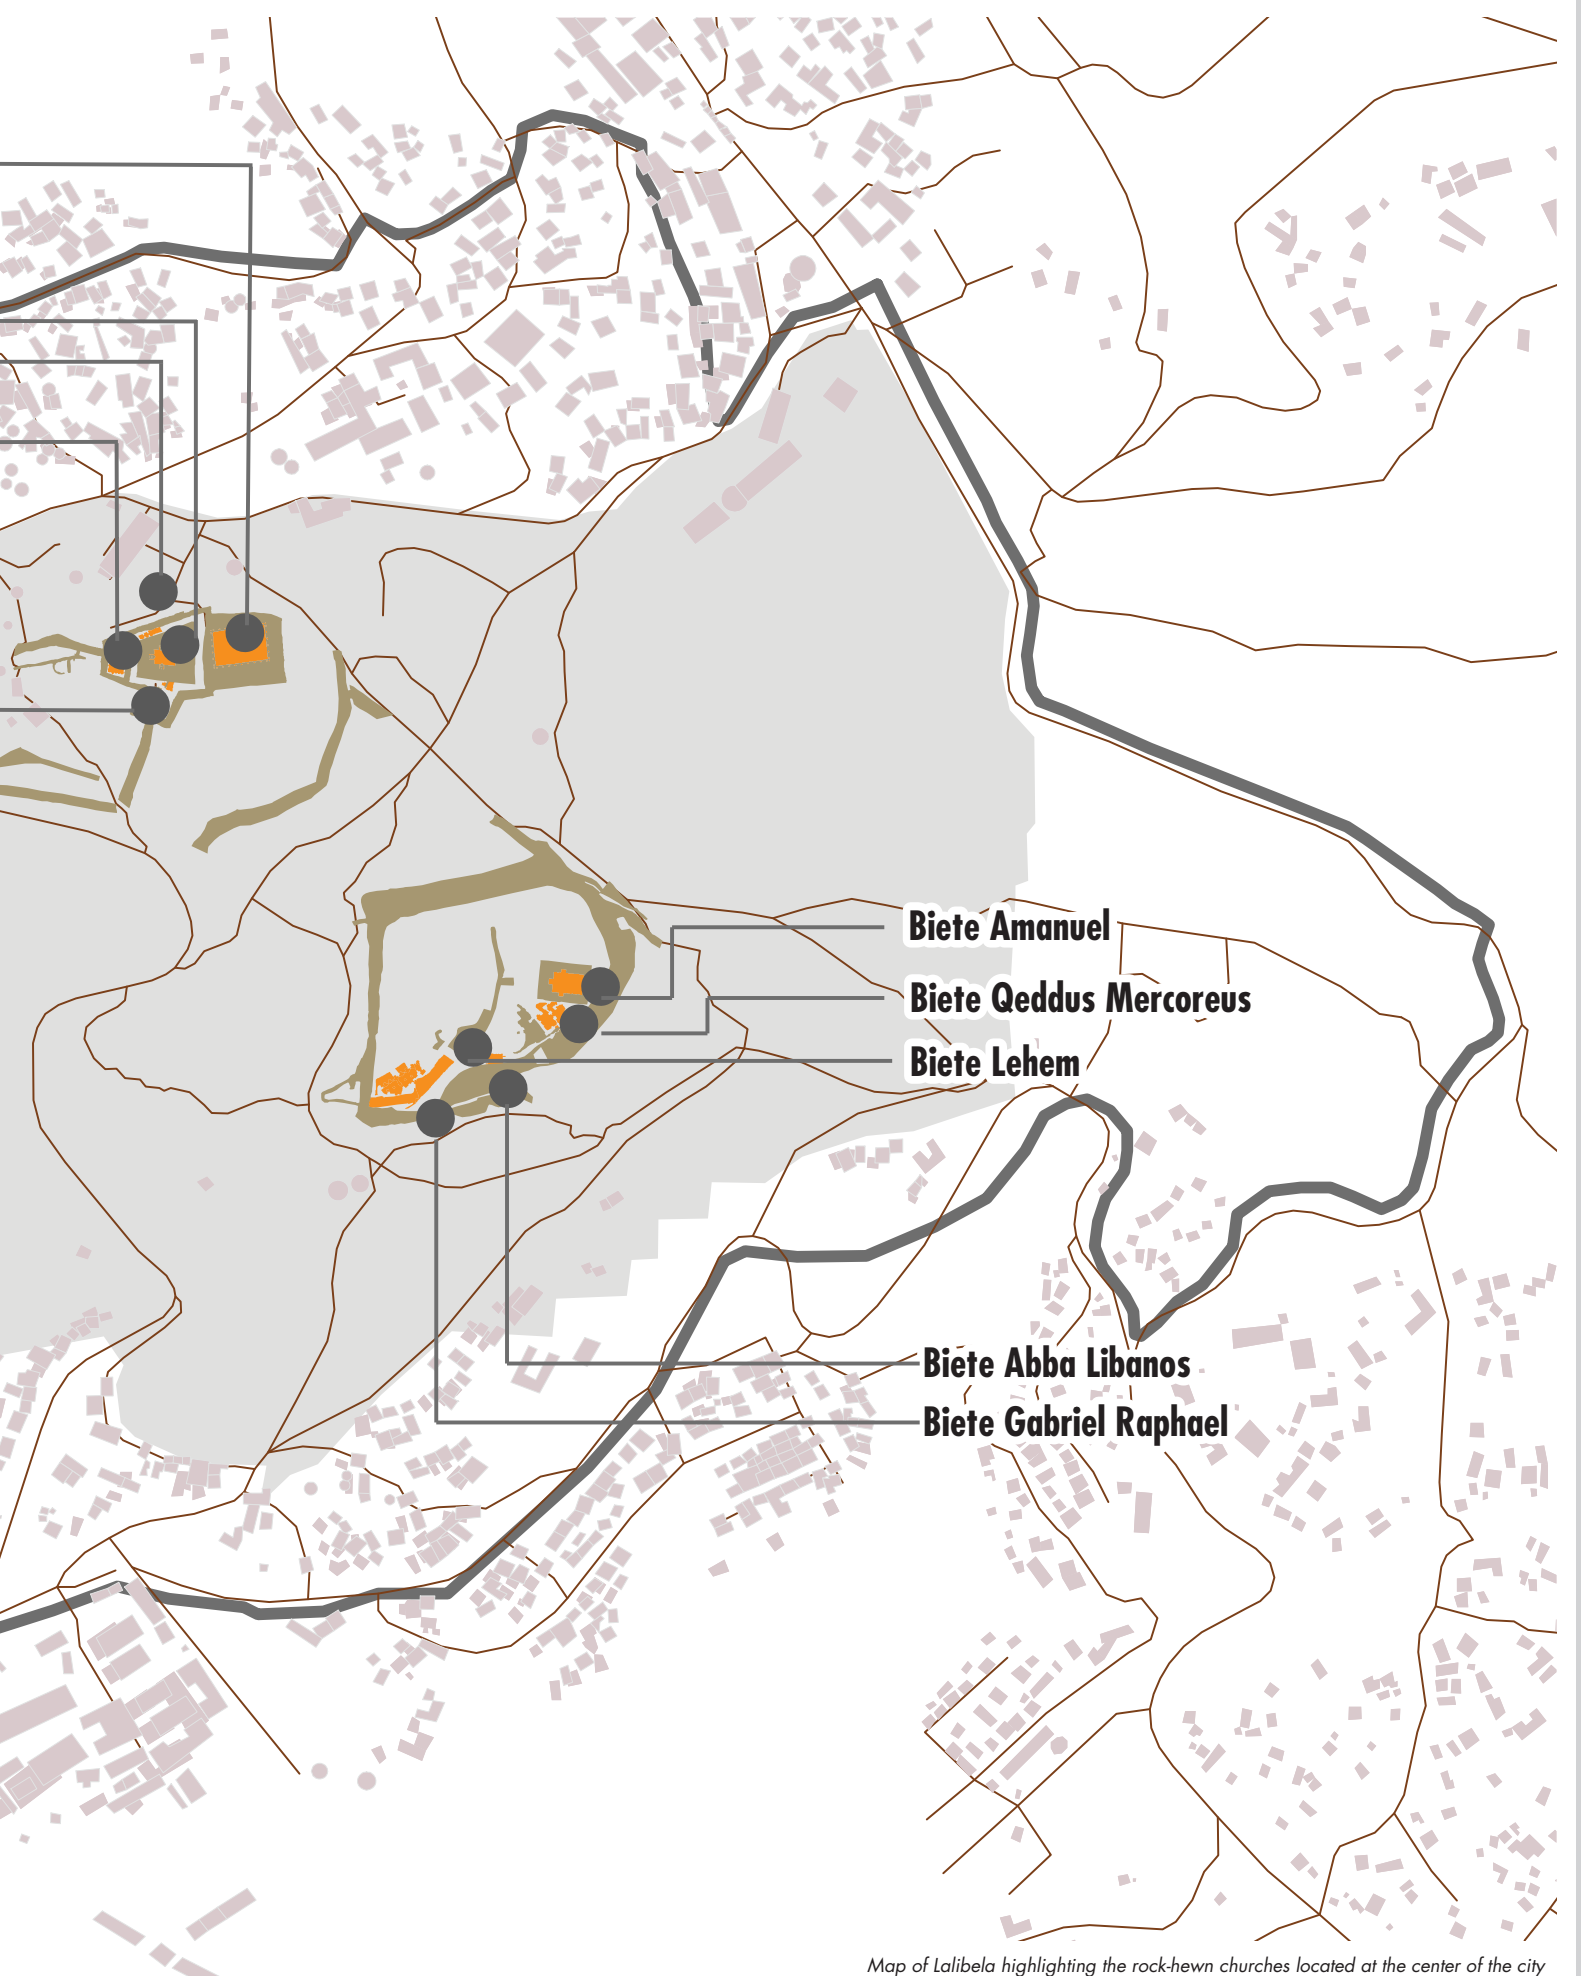 Biete Amanuel
Biete Qeddus Mercoreus
Biete Lehem
Biete Abba Libanos
Biete Gabriel Raphael
Map of Lalibela highlighting the rock-hewn churches located at the center of the city